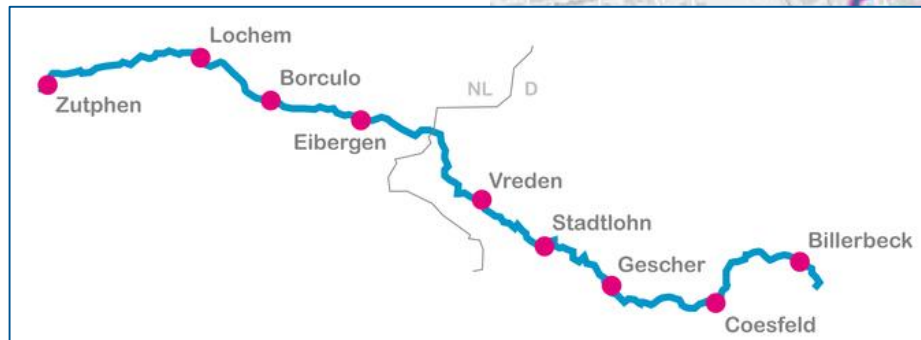 Lochem
Zutphen
Borculo
Eibergen
NL D
Vreden
Stadtlohn
Gescher
Billerbeck
Coesfeld